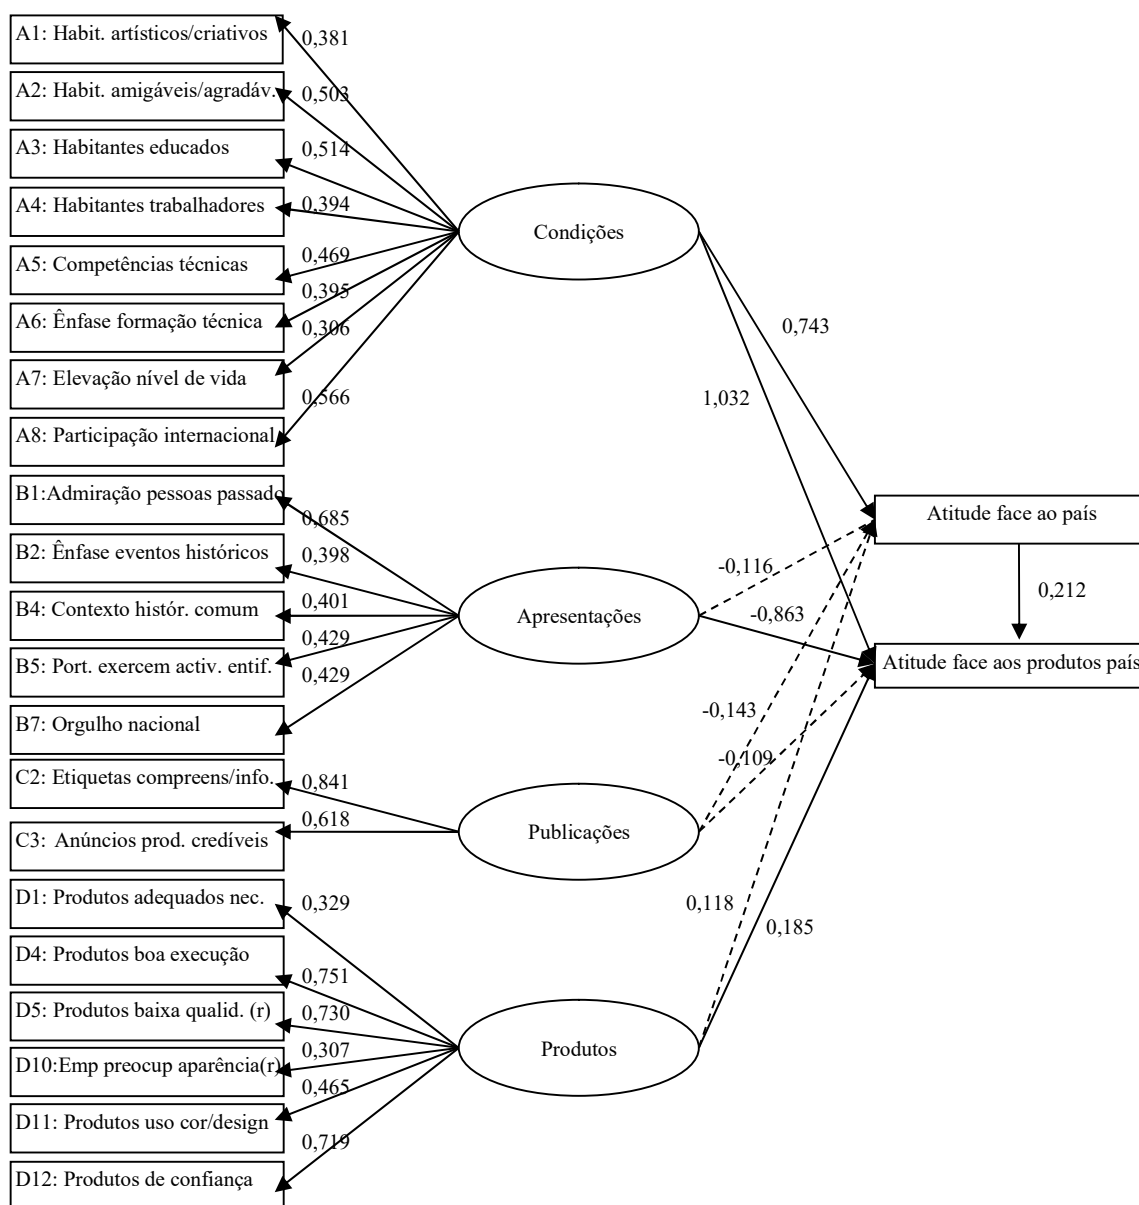 A1: Habit. artísticos/criativos
0,381
A2: Habit. amigáveis/agradáv.
0,503
A3: Habitantes educados
0,514
A4: Habitantes trabalhadores
0,394
Condições
A5: Competências técnicas
0,469
A6: Ênfase formação técnica
0,395
0,306
0,743
A7: Elevação nível de vida
0,566
1,032
A8: Participação internacional
B1:Admiração pessoas passado
0,685
Atitude face ao país
B2: Ênfase eventos históricos
0,398
-0,116
0,212
B4: Contexto histór. comum
0,401
Apresentações
-0,863
B5: Port. exercem activ. entif.
0,429
0,429
Atitude face aos produtos país
B7: Orgulho nacional
-0,143
-0,109
C2: Etiquetas compreens/info.
0,841
C3: Anúncios prod. credíveis
0,618
Publicações
D1: Produtos adequados nec.
0,329
0,118
0,185
D4: Produtos boa execução
0,751
D5: Produtos baixa qualid. (r)
0,730
D10:Emp preocup aparência(r)
0,307
Produtos
0,465
D11: Produtos uso cor/design
0,719
D12: Produtos de confiança